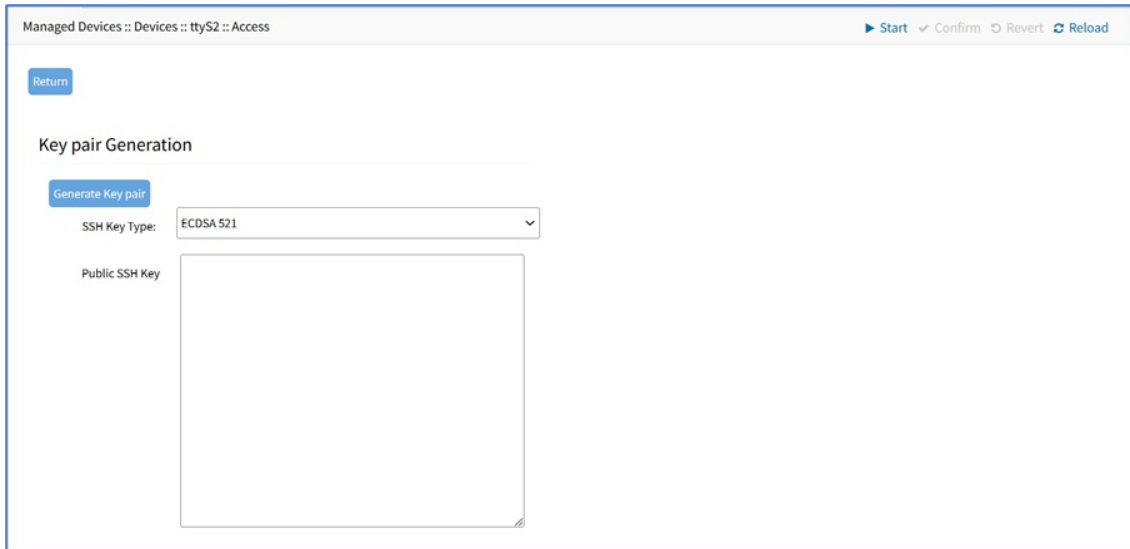 Managed Devices :: Devices :: ttyS2 :: Access
Start Confirm Revert Reload
Return
Key pair Generation
Generate Key pair
SSH Key Type: ECDSA 521
Public SSH Key